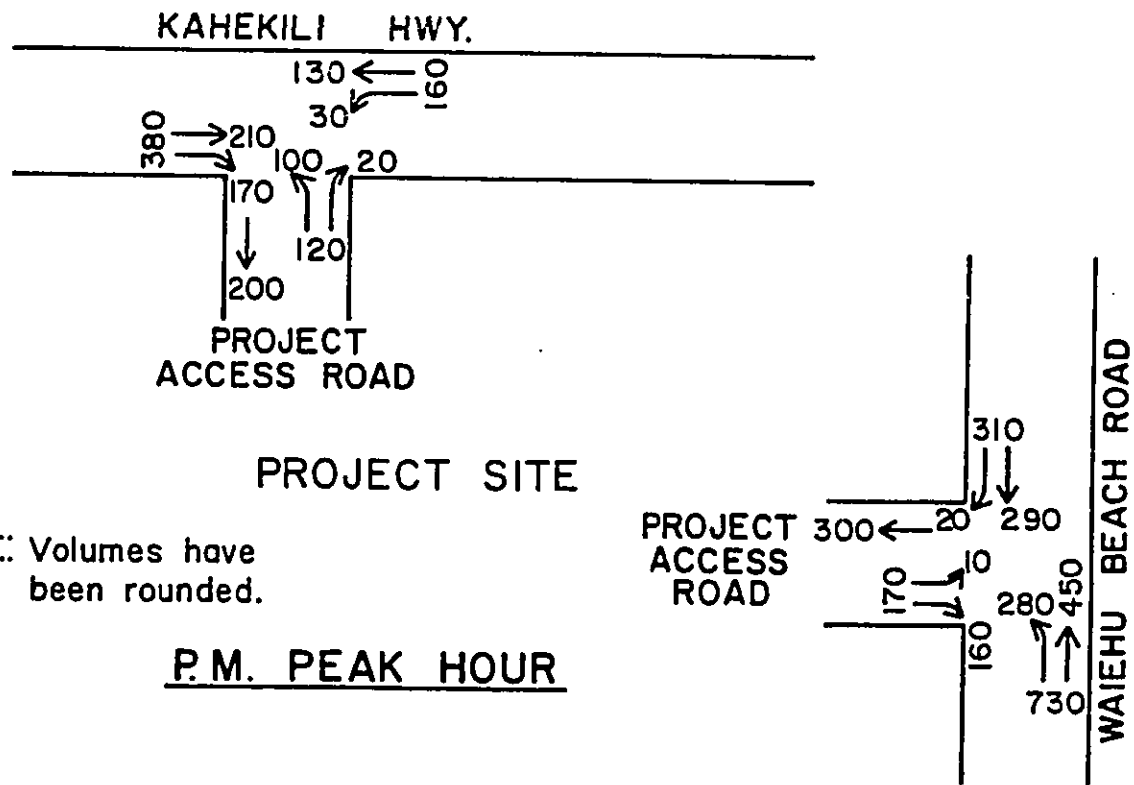 KAHEKILI HWY.
130
160
30
380
210
100
20
170
120
200
PROJECT
ACCESS ROAD
310
PROJECT SITE
PROJECT
ACCESS
ROAD
300
20
290
: Volumes have
been rounded.
10
170
280
450
160
730
WAIEHU BEACH ROAD
P.M. PEAK HOUR